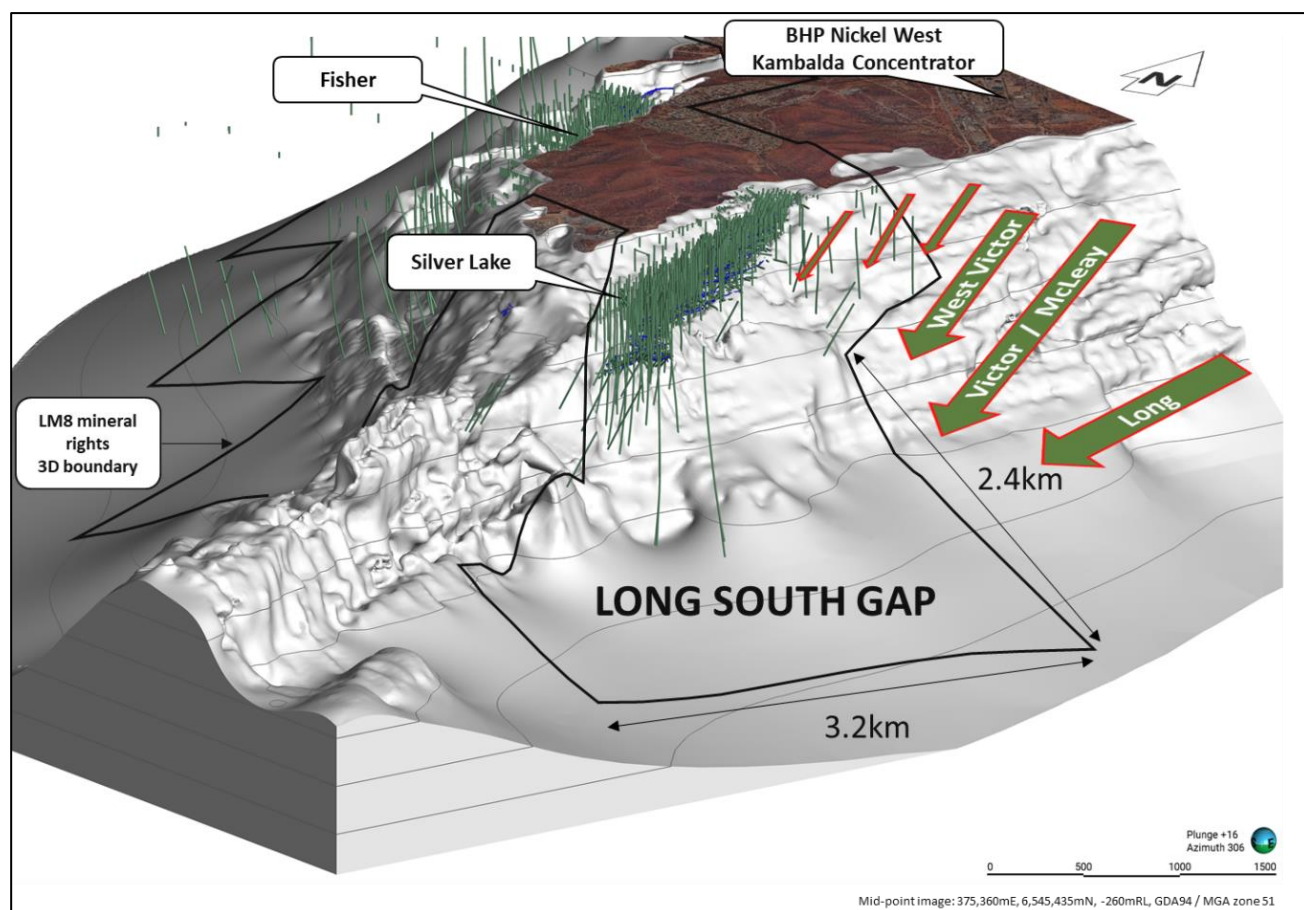 BHP Nickel West
Kambalda Concentrator
Fisher
N
Silver Lake
West Victor
Victor / McLeay
Long
LM8 mineral
rights
3D boundary
2.4km
LONG SOUTH GAP
3.2km
Plunge +16
Azimuth 306
E
0 500 1000 1500
Mid-point image: 375,360mE, 6,545,435mN, -260mRL, GDA94 / MGA zone 51